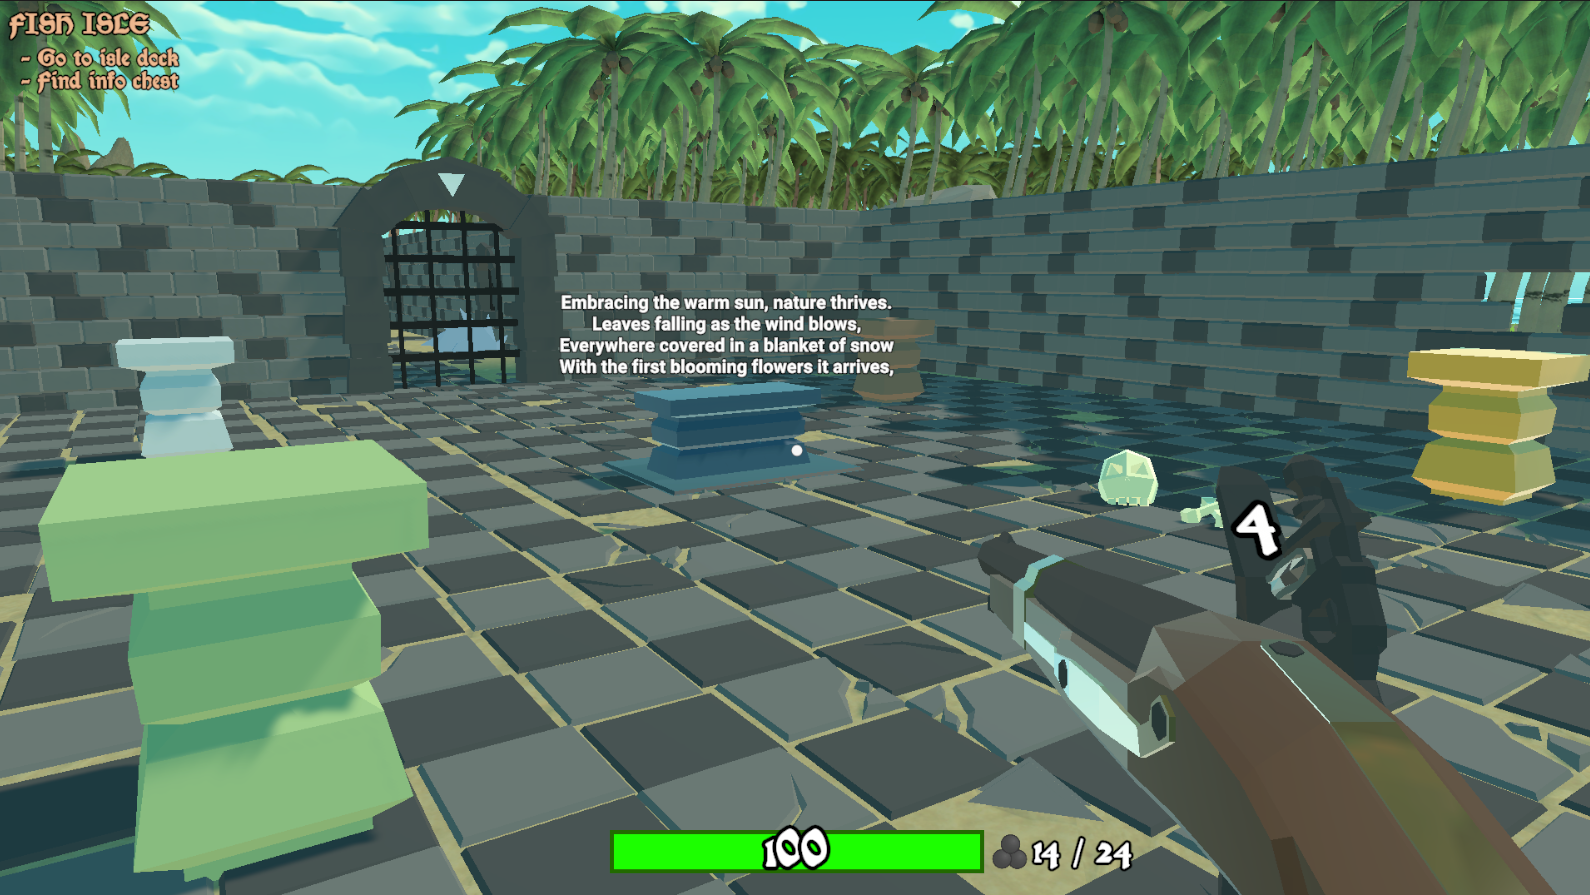 FISH ISLE
- Go to isle dock
- Find info chest
Embracing the warm sun, nature thrives.
Leaves falling as the wind blows,
Everywhere covered in a blanket of snow
With the first blooming flowers it arrives,
4
100
14 / 24